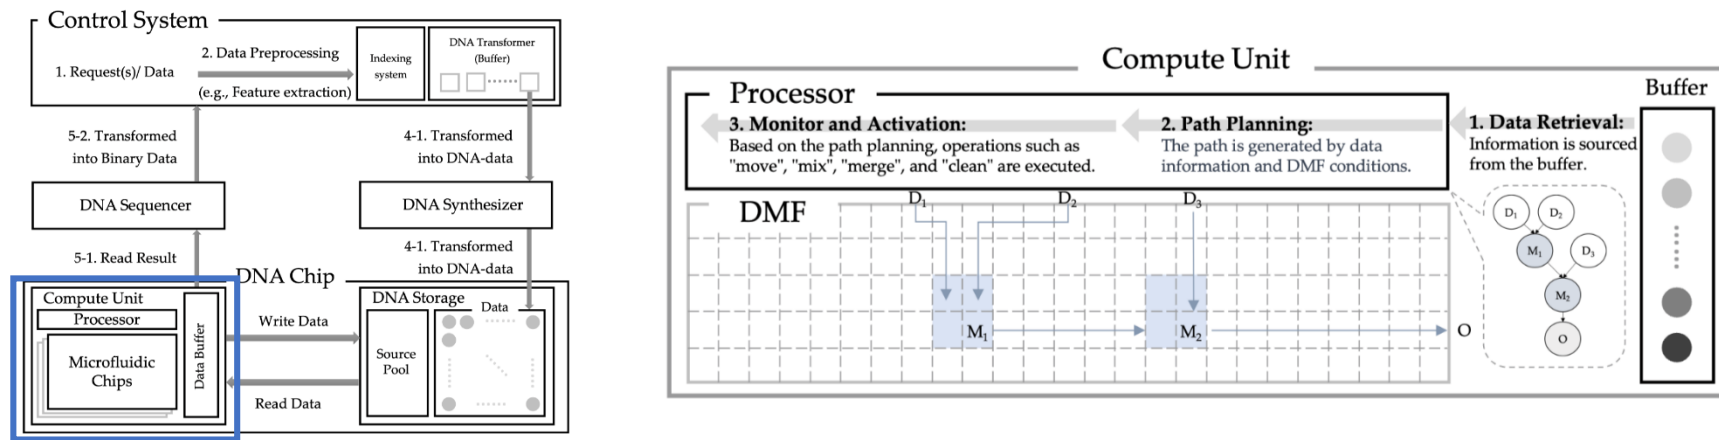 Control System
1. Request(s)/ Data
2. Data Preprocessing
(e.g., Feature extraction)
Indexing
system
DNA Transformer
(Buffer)
5-2. Transformed
into Binary Data
4-1. Transformed
into DNA-data
DNA Sequencer
DNA Synthesizer
5-1. Read Result
4-1. Transformed
into DNA-data
DNA Chip
Compute Unit
Processor
Microfluidic
Chips
Data Buffer
Write Data
Read Data
DNA Storage
Source
Pool
Data
Compute Unit
Processor
3. Monitor and Activation:
Based on the path planning, operations such as
"move", "mix", "merge", and "clean" are executed.
2. Path Planning:
The path is generated by data
information and DMF conditions.
1. Data Retrieval:
Information is sourced
from the buffer.
Buffer
DMF
D1
D2
D3
M1
M2
O
D1
D2
M1
D3
M2
O